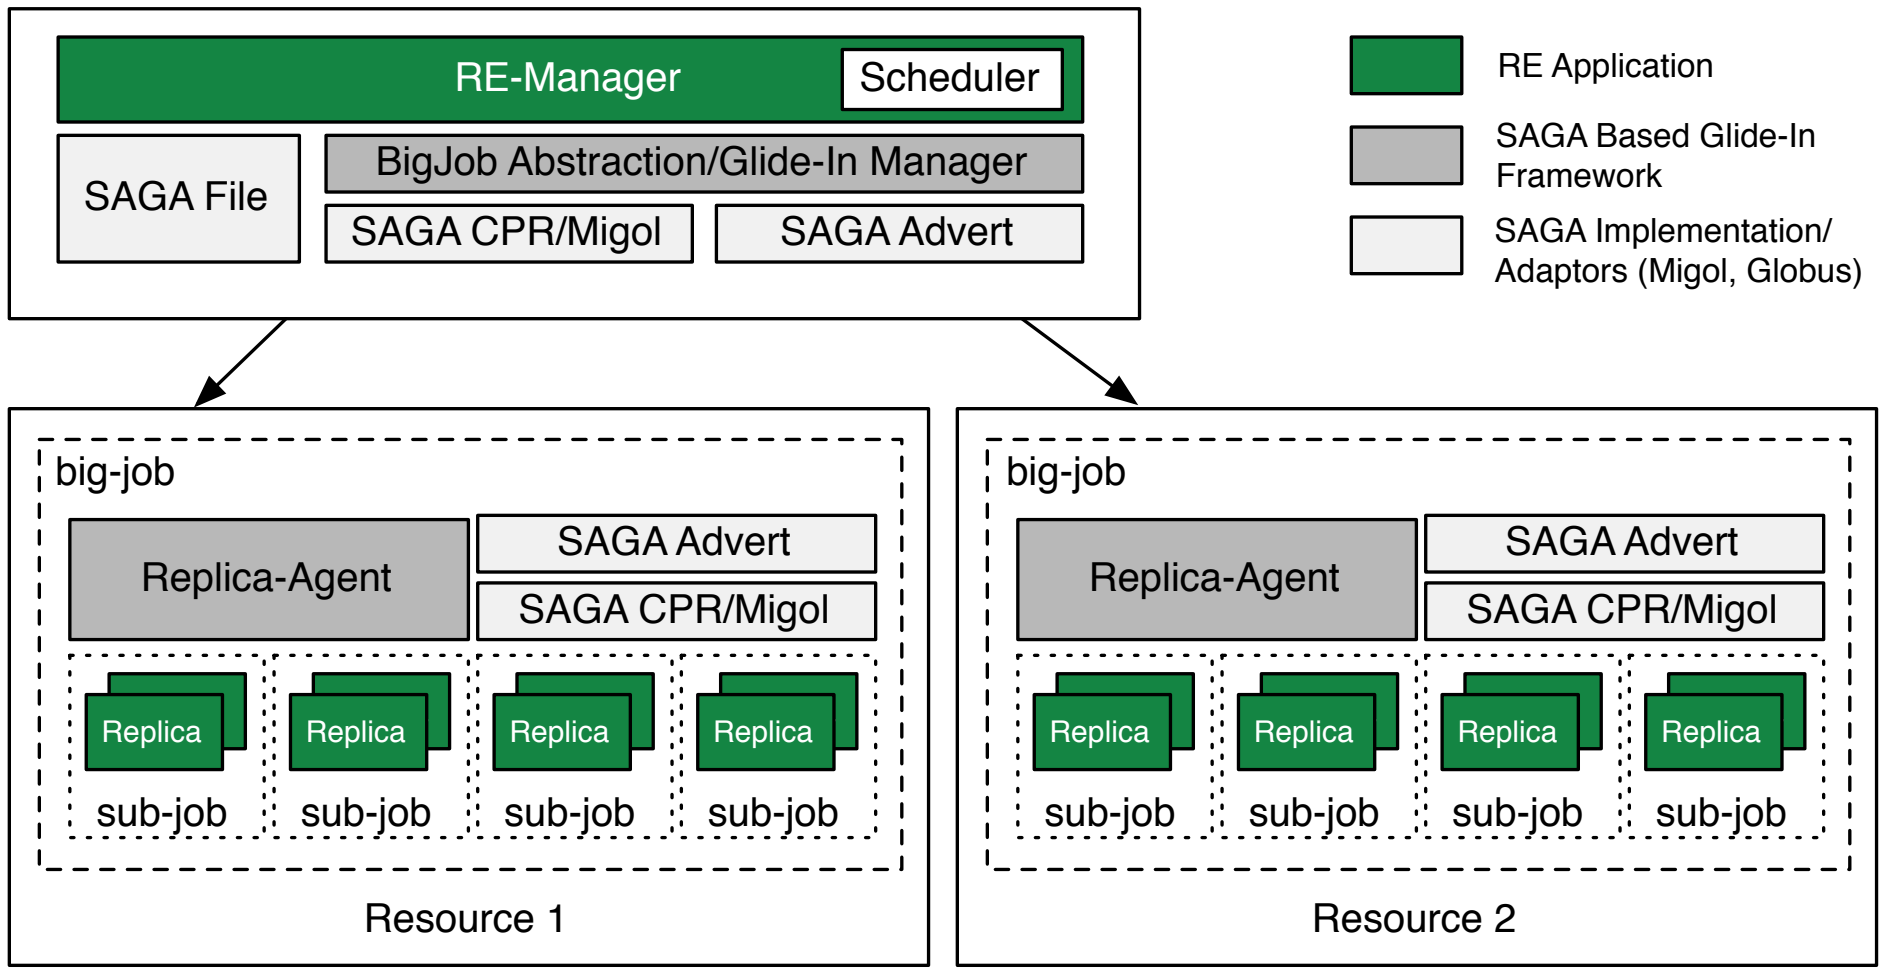 RE-Manager
Scheduler
SAGA File
BigJob Abstraction/Glide-In Manager
SAGA CPR/Migol
SAGA Advert
RE Application
SAGA Based Glide-In
Framework
SAGA Implementation/
Adaptors (Migol, Globus)
big-job
Replica-Agent
SAGA Advert
SAGA CPR/Migol
Replica
Replica
Replica
Replica
sub-job
sub-job
sub-job
sub-job
Resource 1
big-job
Replica-Agent
SAGA Advert
SAGA CPR/Migol
Replica
Replica
Replica
Replica
sub-job
sub-job
sub-job
sub-job
Resource 2